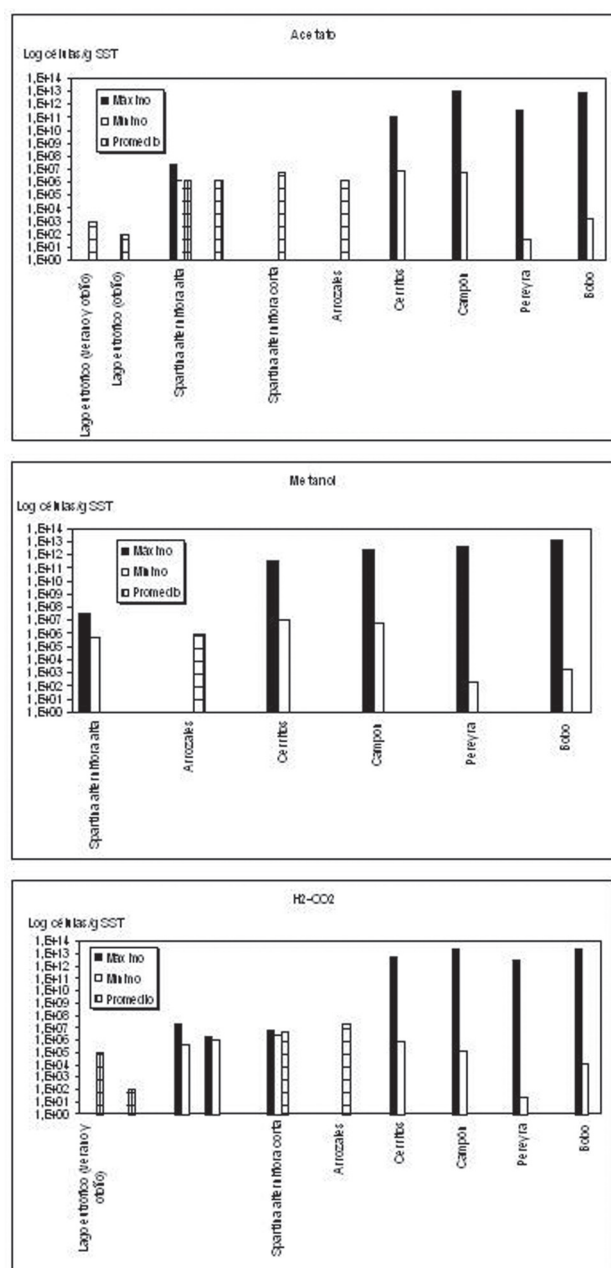 Acetato
Log células/g SST
1,E+14
1,E+13
1,E+12
1,E+11
1,E+10
1,E+09
1,E+08
1,E+07
1,E+06
1,E+05
1,E+04
1,E+03
1,E+02
1,E+01
1,E+00
Máximo
Mínimo
Promedio
Lago eutrófico (verano y otoño)
Lago eutrófico (otoño)
Spartina alterniflora alta
Spartina alterniflora corta
Arrozales
Cerritos
Campón
Pereyra
Bobo
Metanol
Log células/g SST
1,E+14
1,E+13
1,E+12
1,E+11
1,E+10
1,E+09
1,E+08
1,E+07
1,E+06
1,E+05
1,E+04
1,E+03
1,E+02
1,E+01
1,E+00
Máximo
Mínimo
Promedio
Spartina alterniflora alta
Arrozales
Cerritos
Campón
Pereyra
Bobo
H2-CO2
Log células/g SST
1,E+14
1,E+13
1,E+12
1,E+11
1,E+10
1,E+09
1,E+08
1,E+07
1,E+06
1,E+05
1,E+04
1,E+03
1,E+02
1,E+01
1,E+00
Máximo
Mínimo
Promedio
Lago eutrófico (verano y
otoño)
Spartina alterniflora corta
Arrozales
Cerritos
Campón
Pereyra
Bobo